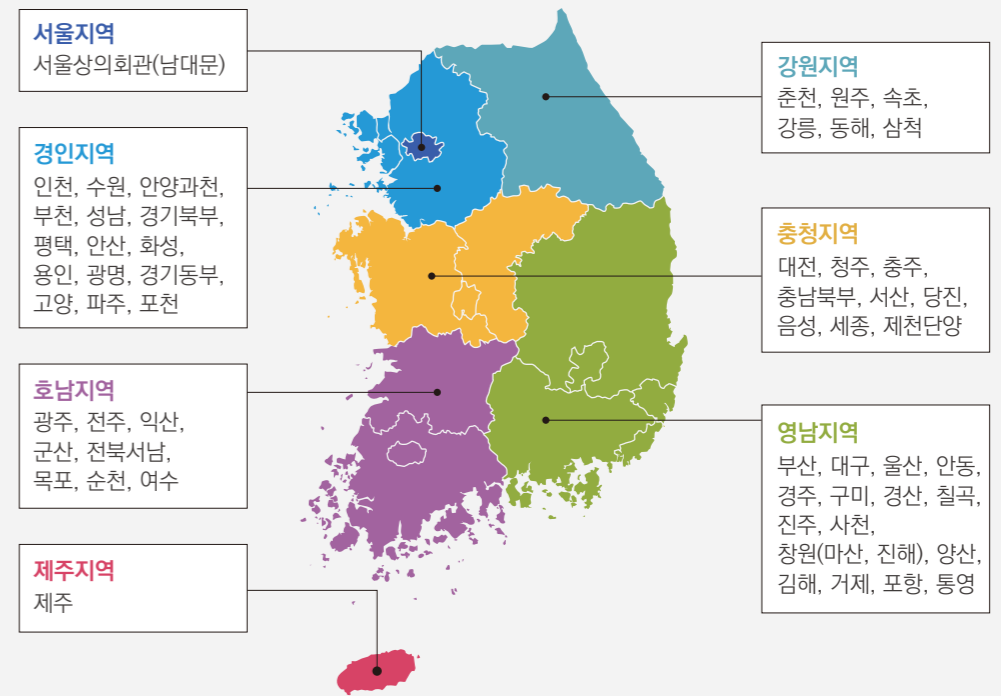 서울지역
서울상의회관(남대문)
경인지역
인천, 수원, 안양과천,
부천, 성남, 경기북부,
평택, 안산, 화성,
용인, 광명, 경기동부,
고양, 파주, 포천
호남지역
광주, 전주, 익산,
군산, 전북서남,
목포, 순천, 여수
제주지역
제주
강원지역
춘천, 원주, 속초,
강릉, 동해, 삼척
충청지역
대전, 청주, 충주,
충남북부, 서산, 당진,
음성, 세종, 제천단양
영남지역
부산, 대구, 울산, 안동,
경주, 구미, 경산, 칠곡,
진주, 사천,
창원(마산, 진해), 양산,
김해, 거제, 포항, 통영